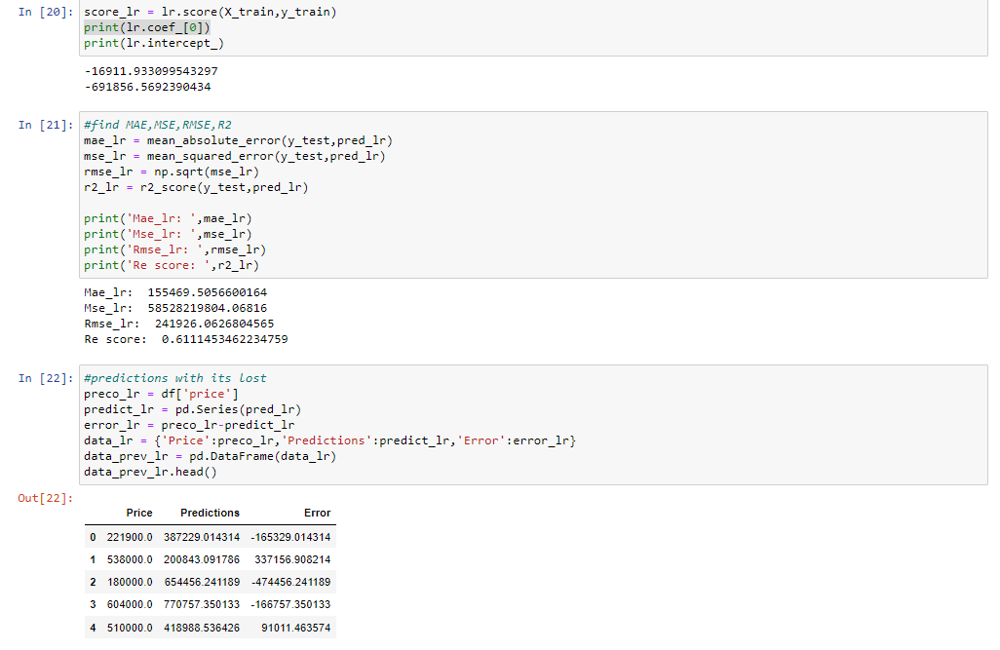 In [20]: score_lr = lr.score(X_train,y_train)
print(lr.coef_[0])
print(lr.intercept_)
-16911.933099543297
-691856.5692390434
In [21]: #find MAE,MSE,RMSE,R2
mae_lr = mean_absolute_error(y_test,pred_lr)
mse_lr = mean_squared_error(y_test,pred_lr)
rmse_lr = np.sqrt(mse_lr)
r2_lr = r2_score(y_test,pred_lr)
print('Mae_lr: ',mae_lr)
print('Mse_lr: ',mse_lr)
print('Rmse_lr: ',rmse_lr)
print('Re score: ',r2_lr)
Mae_lr:  155469.5056600164
Mse_lr:  58528219804.06816
Rmse_lr:  241926.0626804565
Re score:  0.6111453462234759
In [22]: #predictions with its lost
preco_lr = df['price']
predict_lr = pd.Series(pred_lr)
error_lr = preco_lr-predict_lr
data_lr = {'Price':preco_lr,'Predictions':predict_lr,'Error':error_lr}
data_prev_lr = pd.DataFrame(data_lr)
data_prev_lr.head()
Out[22]:
Price Predictions Error
0 221900.0 387229.014314 -165329.014314
1 538000.0 200843.091786 337156.908214
2 180000.0 654456.241189 -474456.241189
3 604000.0 770757.350133 -166757.350133
4 510000.0 418988.536426 91011.463574